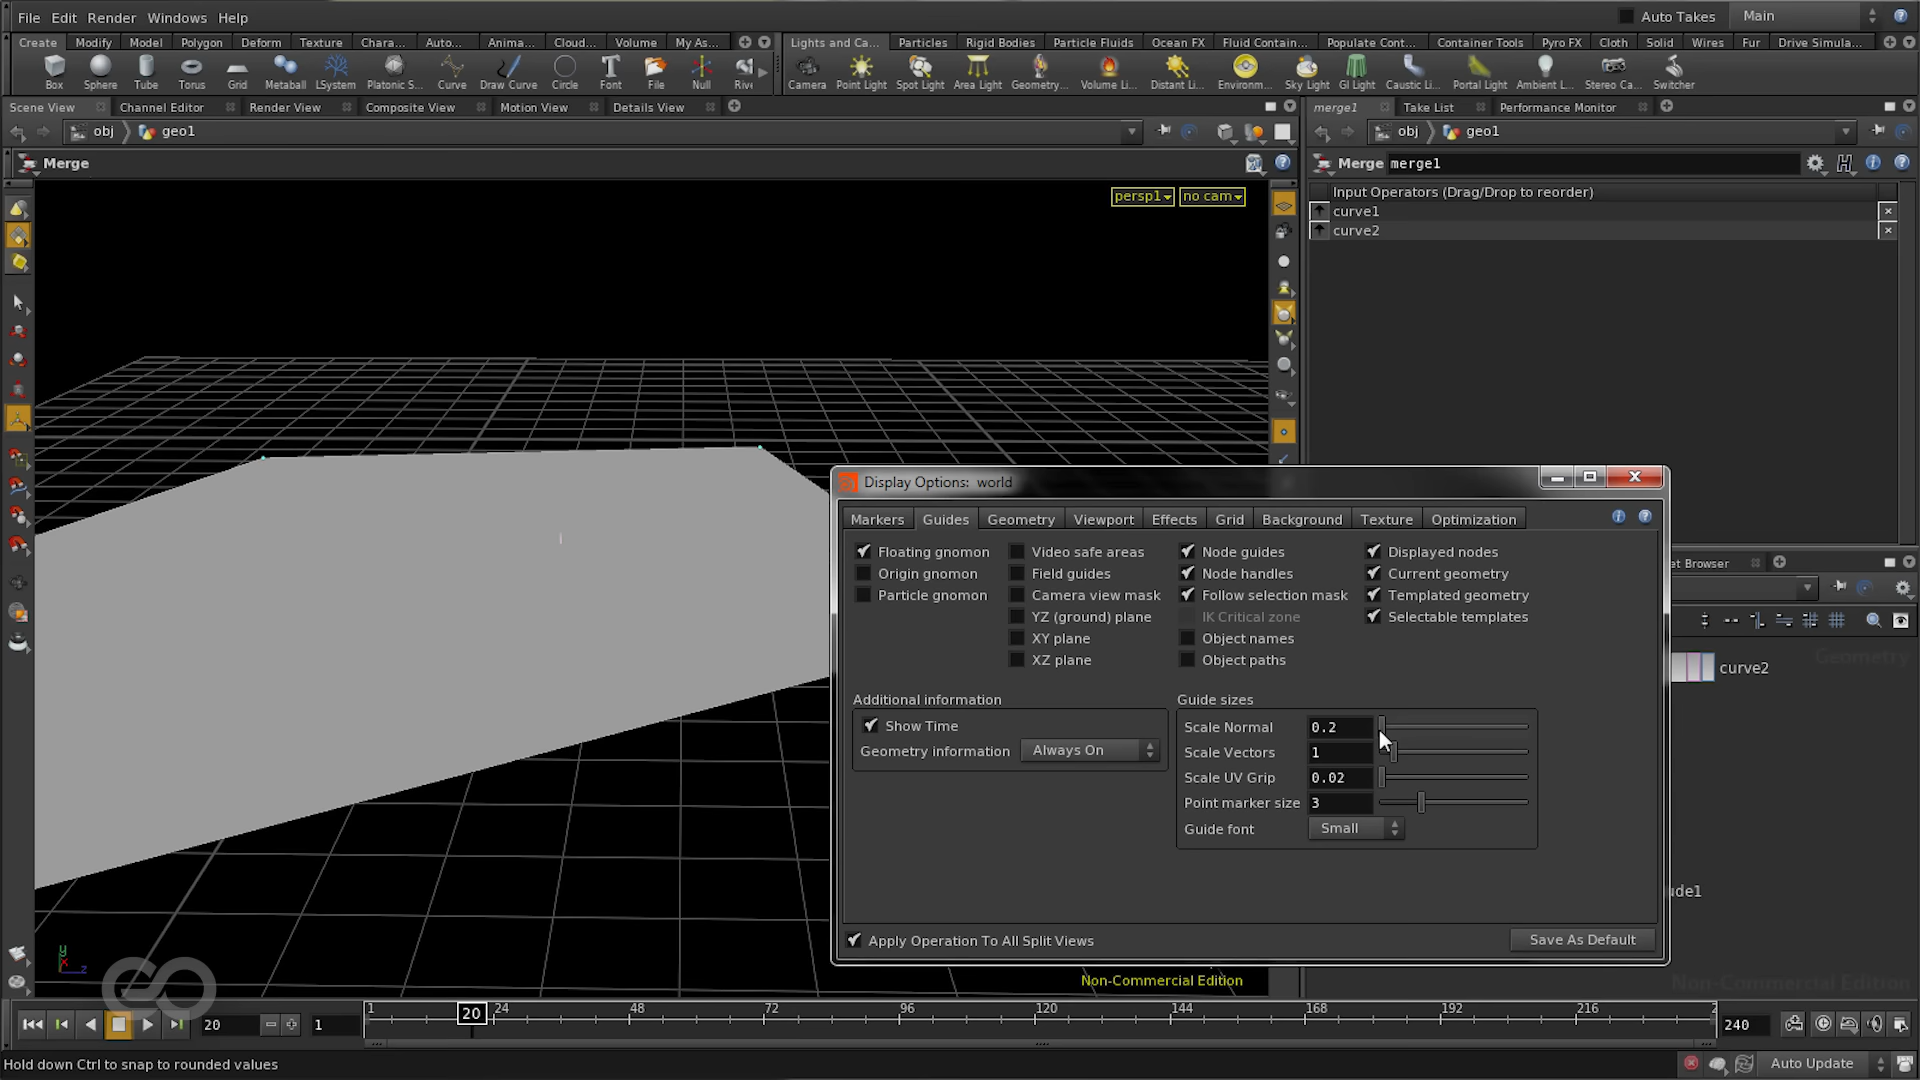 File Edit Render Windows Help
Auto Takes Main
Create Modify Model Polygon Deform Texture Chara... Auto... Anima... Cloud... Volume My As...
Lights and Ca... Particles Rigid Bodies Particle Fluids Ocean FX Fluid Contain... Populate Cont... Container Tools Pyro FX Cloth Solid Wires Fur Drive Simula...
Box Sphere Tube Torus Grid Metaball LSystem Platonic S... Curve Draw Curve Circle Font File Null Rive
Camera Point Light Spot Light Area Light Geometry... Volume Li... Distant Li... Environm... Sky Light GI Light Caustic Li... Portal Light Ambient L... Stereo Ca... Switcher
Scene View Channel Editor Render View Composite View Motion View Details View
merge1 Take List Performance Monitor
obj geo1
obj geo1
Merge
Merge merge1
persp1 no cam
Input Operators (Drag/Drop to reorder)
curve1
curve2
Display Options: world
Markers Guides Geometry Viewport Effects Grid Background Texture Optimization
Floating gnomon Video safe areas Node guides Displayed nodes
Origin gnomon Field guides Node handles Current geometry
Particle gnomon Camera view mask Follow selection mask Templated geometry
YZ (ground) plane IK Critical zone Selectable templates
XY plane Object names
XZ plane Object paths
Additional information Guide sizes
Show Time
Geometry information Always On
Scale Normal 0.2
Scale Vectors 1
Scale UV Grip 0.02
Point marker size 3
Guide font Small
Apply Operation To All Split Views Save As Default
et Browser
Geometry
curve2
ude1
y x z
Non-Commercial Edition
Non-Commercial Edition
20 1
1 20 24 48 72 96 120 144 168 192 216 2
240
Hold down Ctrl to snap to rounded values
Auto Update